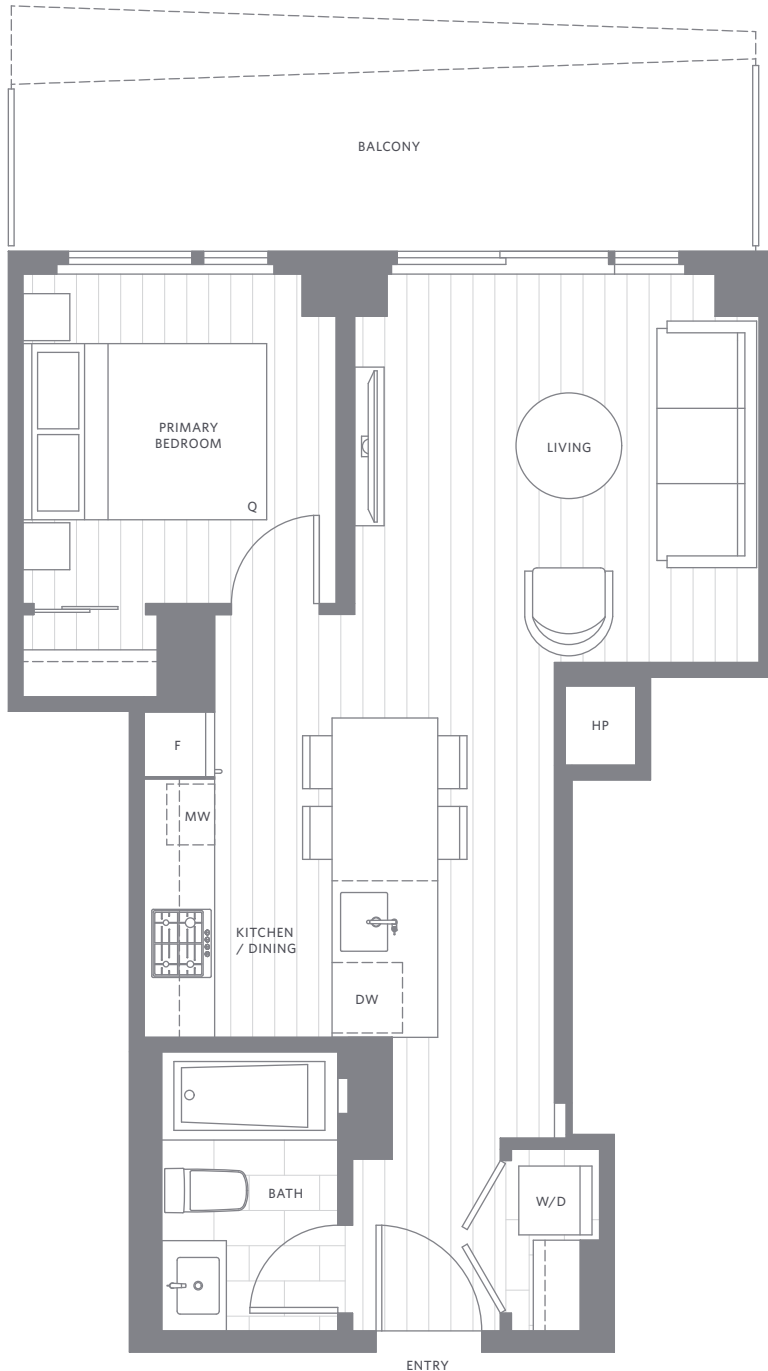 BALCONY
PRIMARY
BEDROOM
Q
LIVING
HP
F
MW
KITCHEN
/ DINING
DW
BATH
W/D
ENTRY